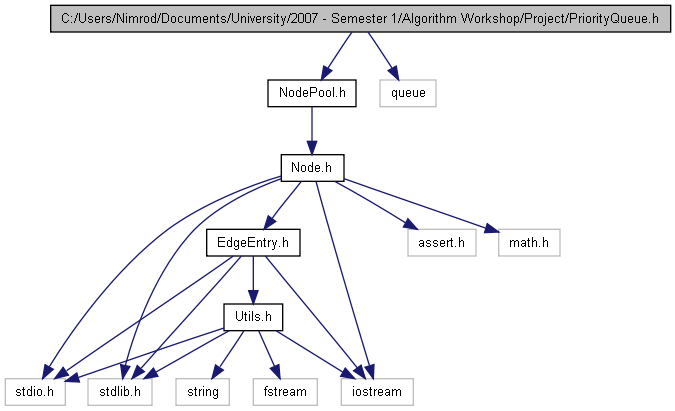 C:/Users/Nimrod/Documents/University/2007 - Semester 1/Algorithm Workshop/Project/PriorityQueue.h
NodePool.h
queue
Node.h
EdgeEntry.h
assert.h
math.h
Utils.h
stdio.h
stdlib.h
string
fstream
iostream